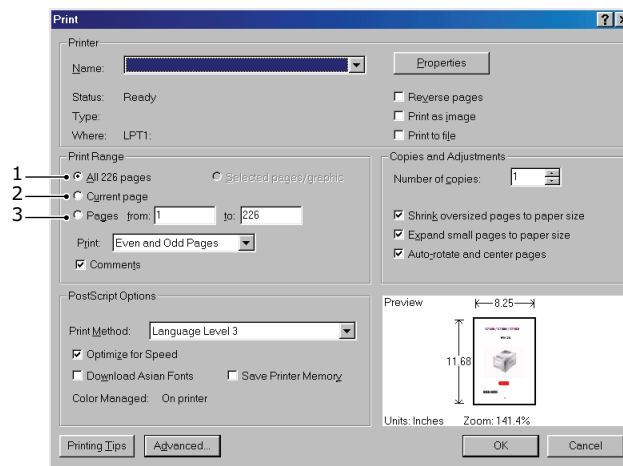 Print
Printer
Name:
Properties
Status: Ready
Reverse pages
Type:
Print as image
Where: LPT1:
Print to file
Print Range
Copies and Adjustments
1
All 226 pages
Selected pages/graphic
Number of copies: 1
2
Current page
3
Pages from: 1 to: 226
Shrink oversized pages to paper size
Print: Even and Odd Pages
Expand small pages to paper size
Comments
Auto-rotate and center pages
PostScript Options
Preview
8.25
Print Method: Language Level 3
Optimize for Speed
11.68
Download Asian Fonts
Save Printer Memory
Color Managed: On printer
Units: Inches Zoom: 141.4%
Printing Tips
Advanced...
OK
Cancel